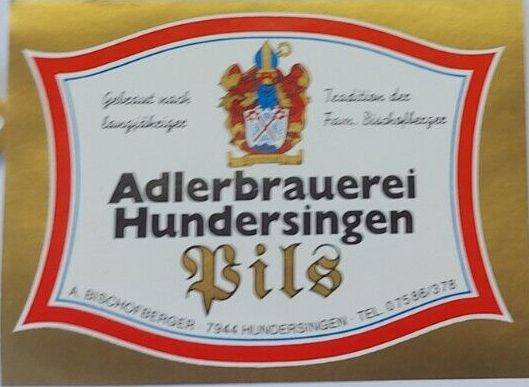 Gebraut nach
langjähriger
Tradition der
Fam. Bischofberger
Adlerbrauerei
Hundersingen
Pils
A. BISCHOFBERGER · 7944 HUNDERSINGEN · TEL. 07586/378